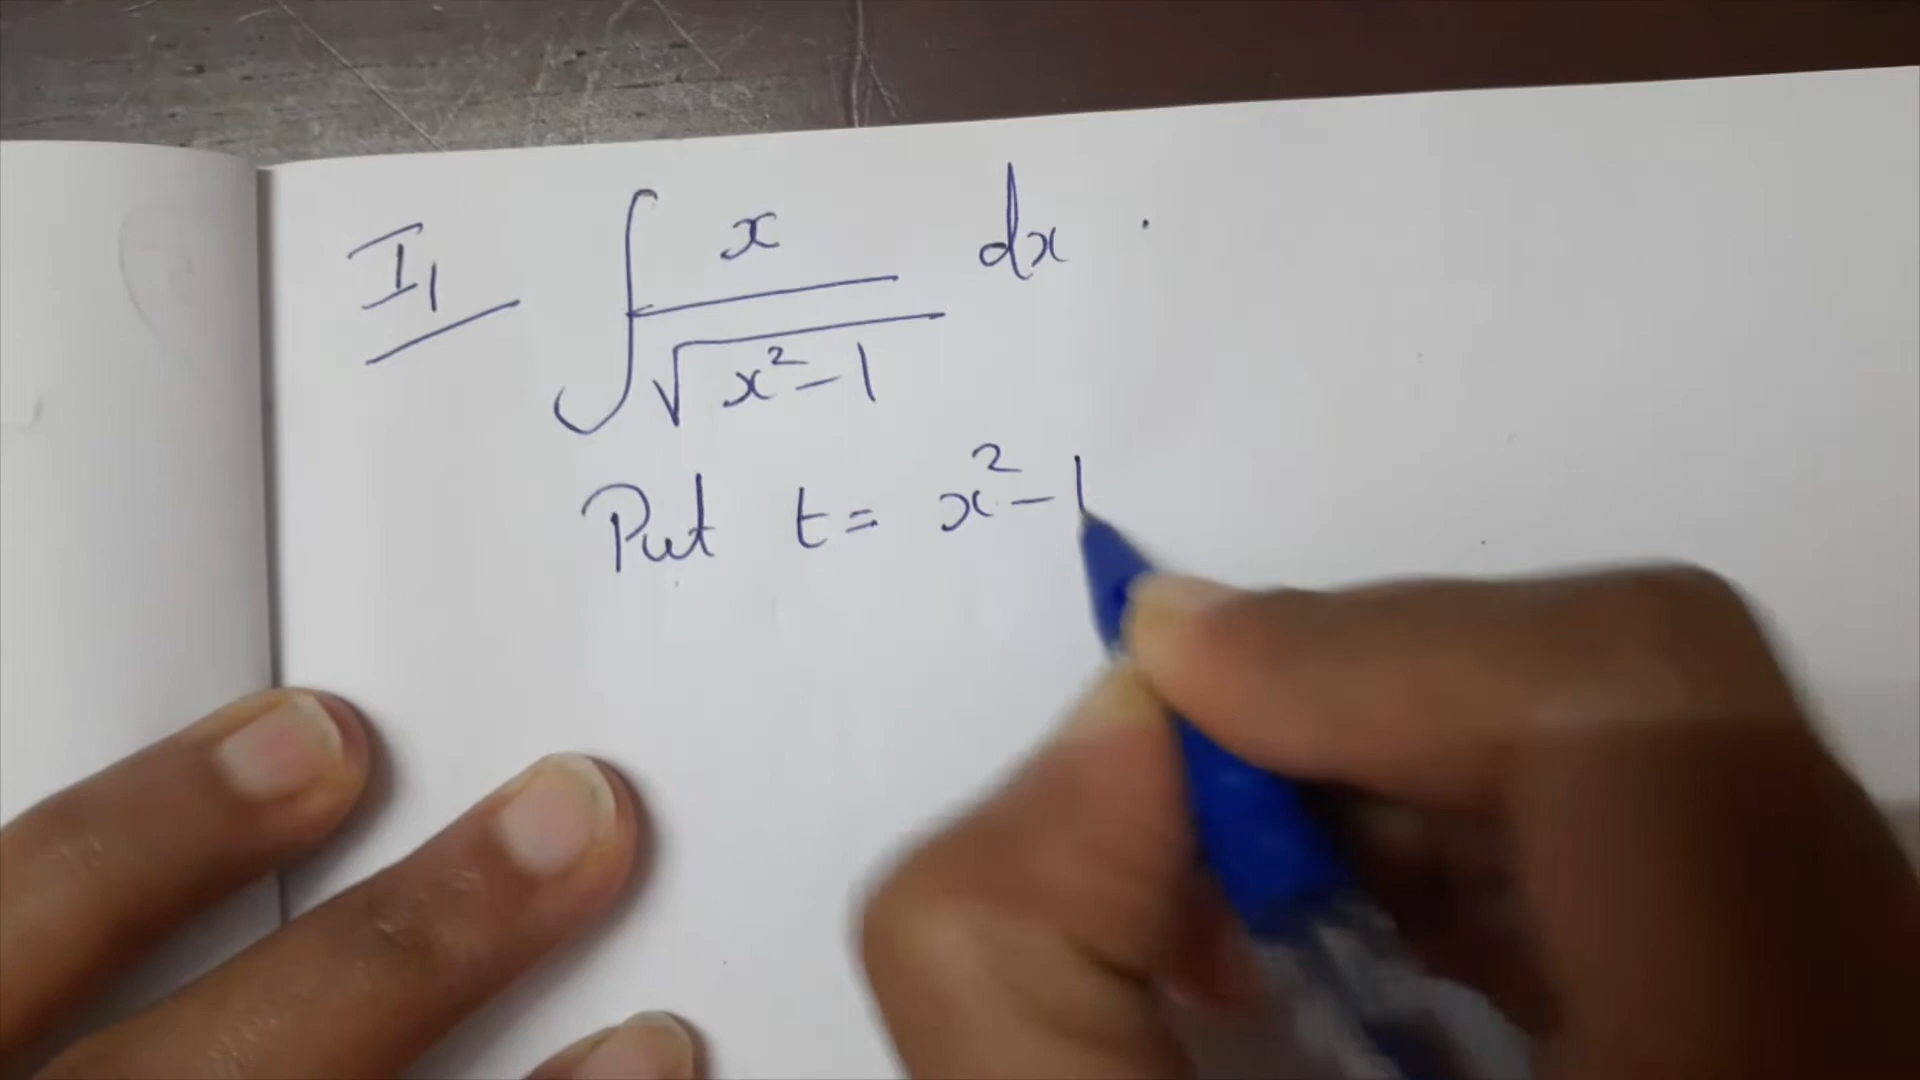 I₁ ∫ x / √(x² - 1) dx .
Put t = x² - 1